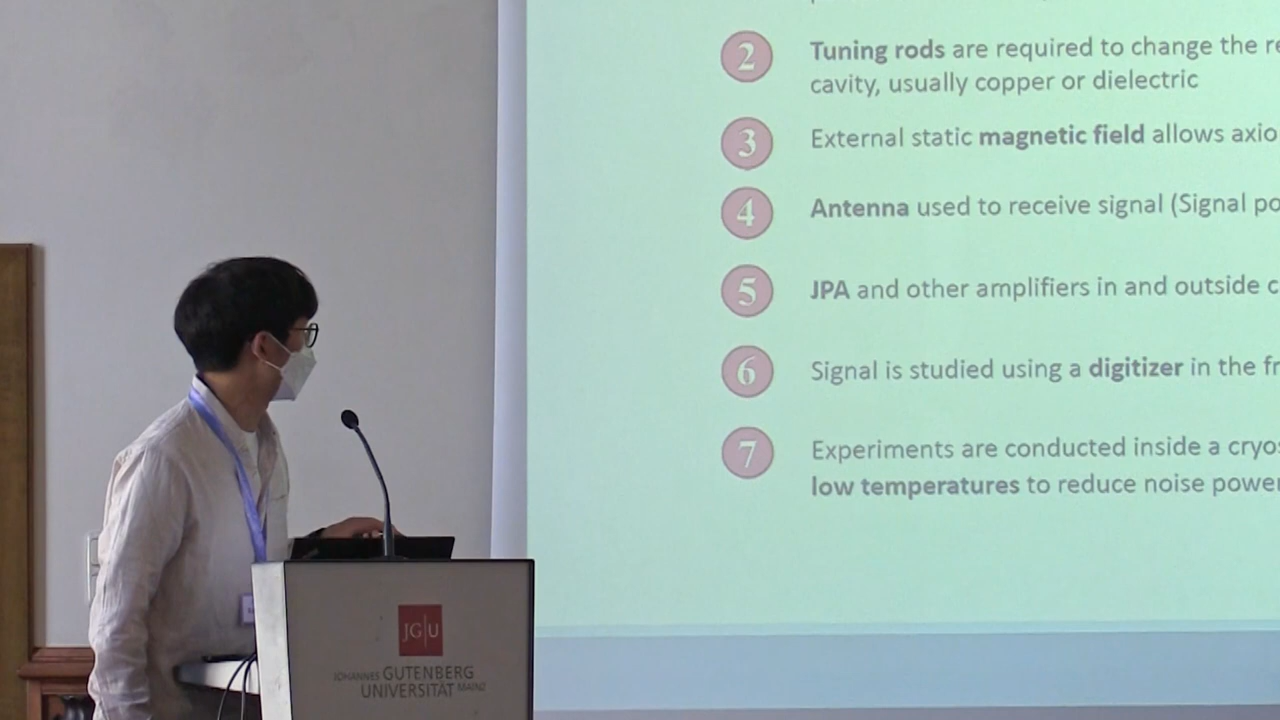 2 Tuning rods are required to change the re
cavity, usually copper or dielectric
3 External static magnetic field allows axio
4 Antenna used to receive signal (Signal po
5 JPA and other amplifiers in and outside c
6 Signal is studied using a digitizer in the fr
7 Experiments are conducted inside a cryos
low temperatures to reduce noise power
JG|U
JOHANNES GUTENBERG
UNIVERSITÄT MAINZ